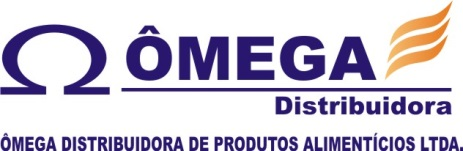 Ω ÔMEGA
Distribuidora
ÔMEGA DISTRIBUIDORA DE PRODUTOS ALIMENTÍCIOS LTDA.